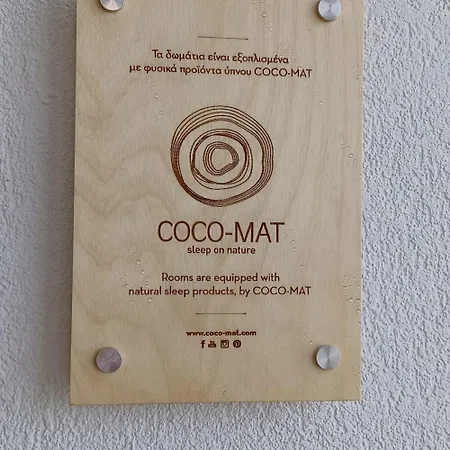 Τα δωμάτια είναι εξοπλισμένα
με φυσικά προϊόντα ύπνου COCO-MAT
COCO-MAT
sleep on nature
Rooms are equipped with
natural sleep products, by COCO-MAT
www.coco-mat.com